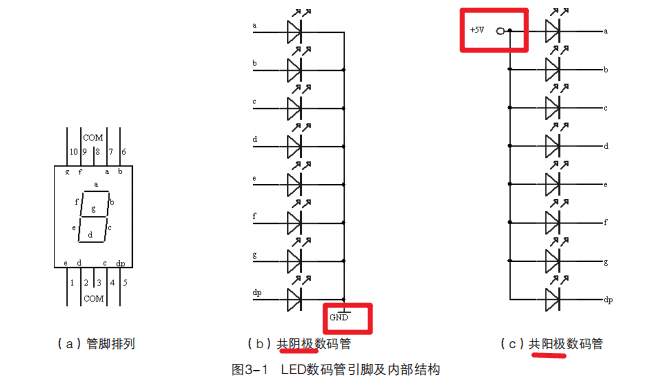 COM
10 9 8 7 6
g f a b
a
f b
g
e c
d
e d c dp
1 2 3 4 5
COM
(a)管脚排列
a
b
c
d
e
f
g
dp
GND
(b)共阴极数码管
+5V
a
b
c
d
e
f
g
dp
(c)共阳极数码管
图3-1 LED数码管引脚及内部结构